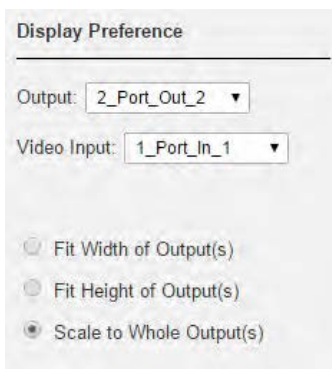 Display Preference
Output: 2_Port_Out_2
Video Input: 1_Port_In_1
Fit Width of Output(s)
Fit Height of Output(s)
Scale to Whole Output(s)